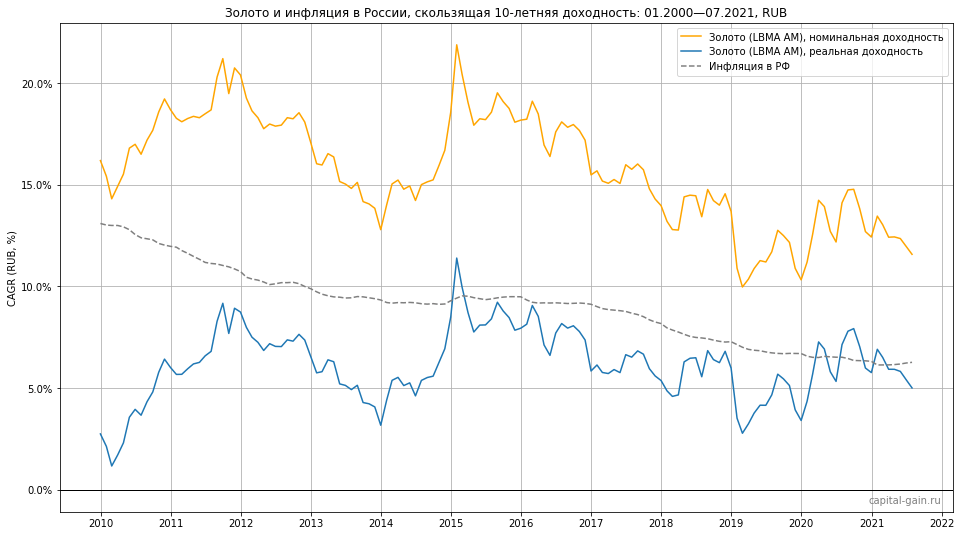 Золото и инфляция в России, скользящая 10-летняя доходность: 01.2000—07.2021, RUB
Золото (LBMA AM), номинальная доходность
Золото (LBMA AM), реальная доходность
Инфляция в РФ
CAGR (RUB, %)
20.0%
15.0%
10.0%
5.0%
0.0%
capital-gain.ru
2010 2011 2012 2013 2014 2015 2016 2017 2018 2019 2020 2021 2022